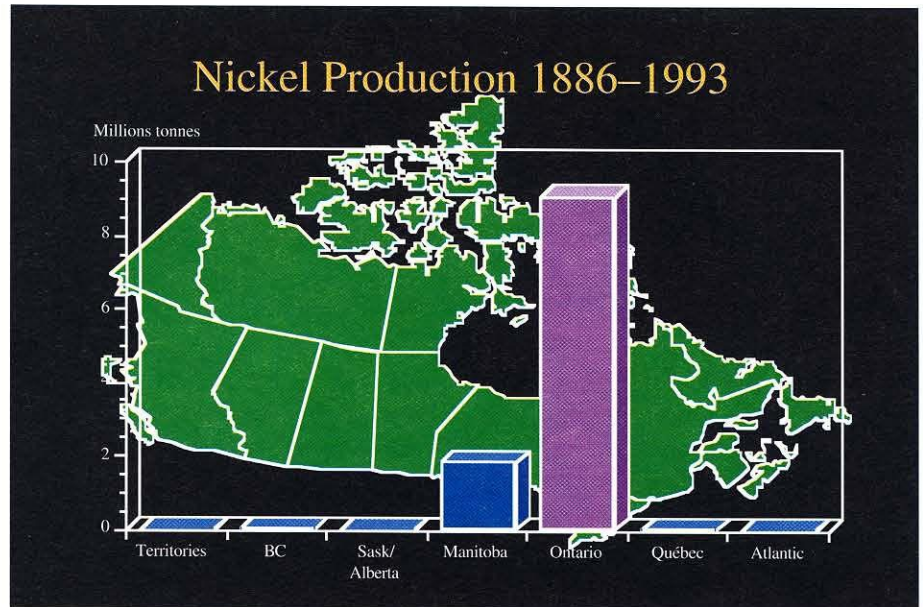 Nickel Production 1886–1993
Millions tonnes
10
8
6
2
0
Territories BC Sask/ Manitoba Ontario Québec Atlantic
Alberta